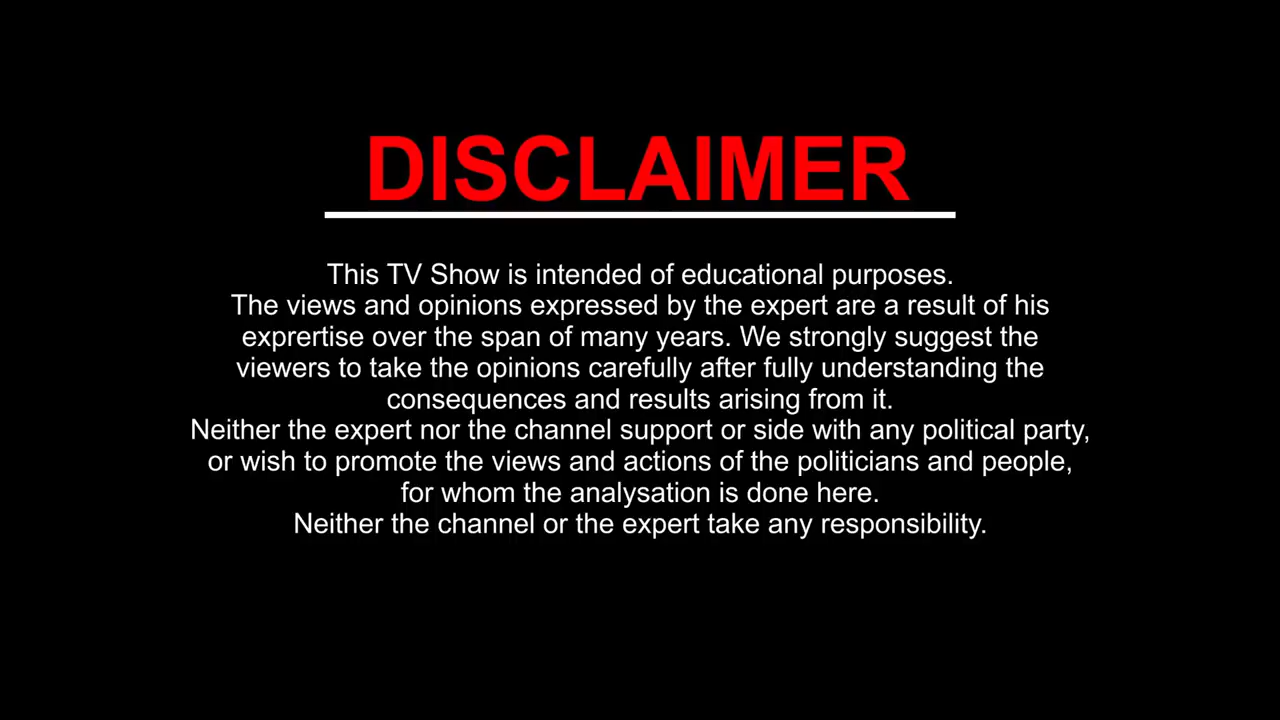 DISCLAIMER
This TV Show is intended of educational purposes.
The views and opinions expressed by the expert are a result of his
exprertise over the span of many years. We strongly suggest the
viewers to take the opinions carefully after fully understanding the
consequences and results arising from it.
Neither the expert nor the channel support or side with any political party,
or wish to promote the views and actions of the politicians and people,
for whom the analysation is done here.
Neither the channel or the expert take any responsibility.